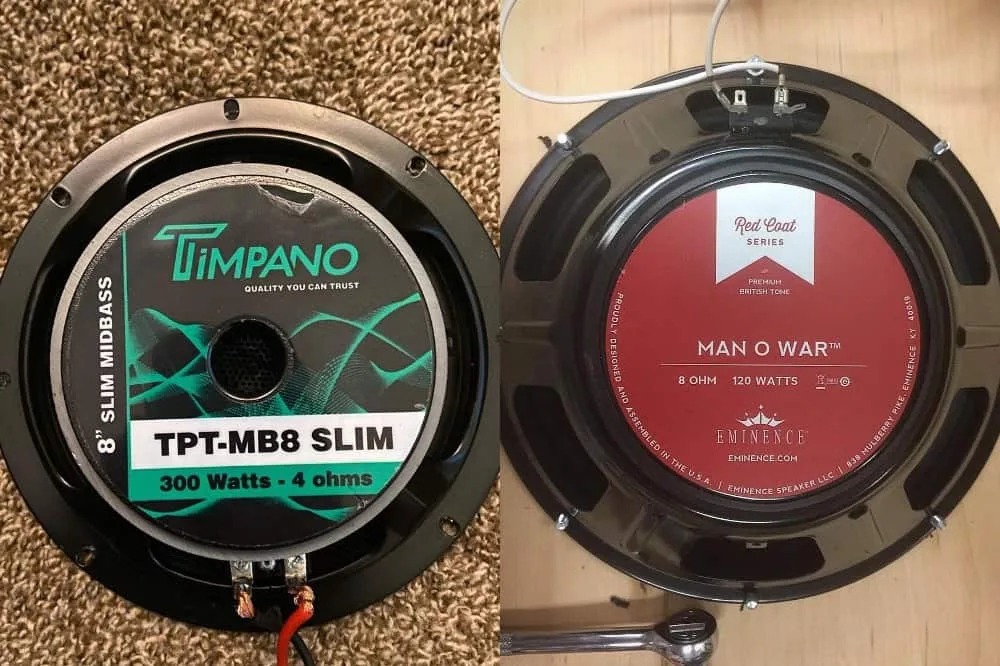 TIMPANO
QUALITY YOU CAN TRUST
8" SLIM MIDBASS
TPT-MB8 SLIM
300 Watts - 4 ohms
Red Coat
SERIES
PREMIUM
BRITISH TONE
MAN O WAR™
8 OHM 120 WATTS
EMINENCE
EMINENCE.COM
PROUDLY DESIGNED AND ASSEMBLED IN THE U.S.A. | EMINENCE SPEAKER LLC | 838 MULBERRY PIKE, EMINENCE KY 40019